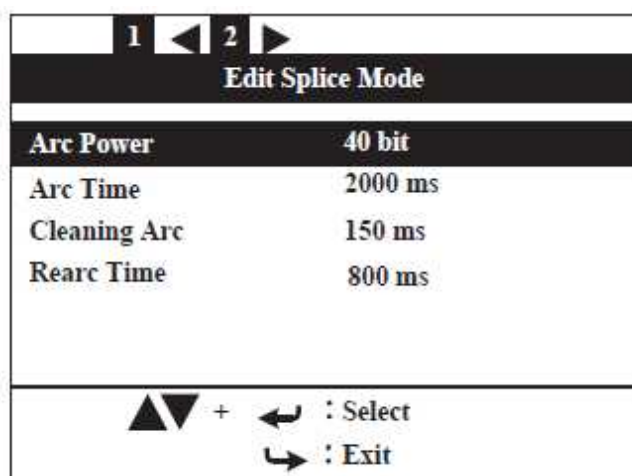 1 ◀ 2 ▶
Edit Splice Mode
Arc Power 40 bit
Arc Time 2000 ms
Cleaning Arc 150 ms
Rearc Time 800 ms
▲▼ + ↵ : Select
↪ : Exit